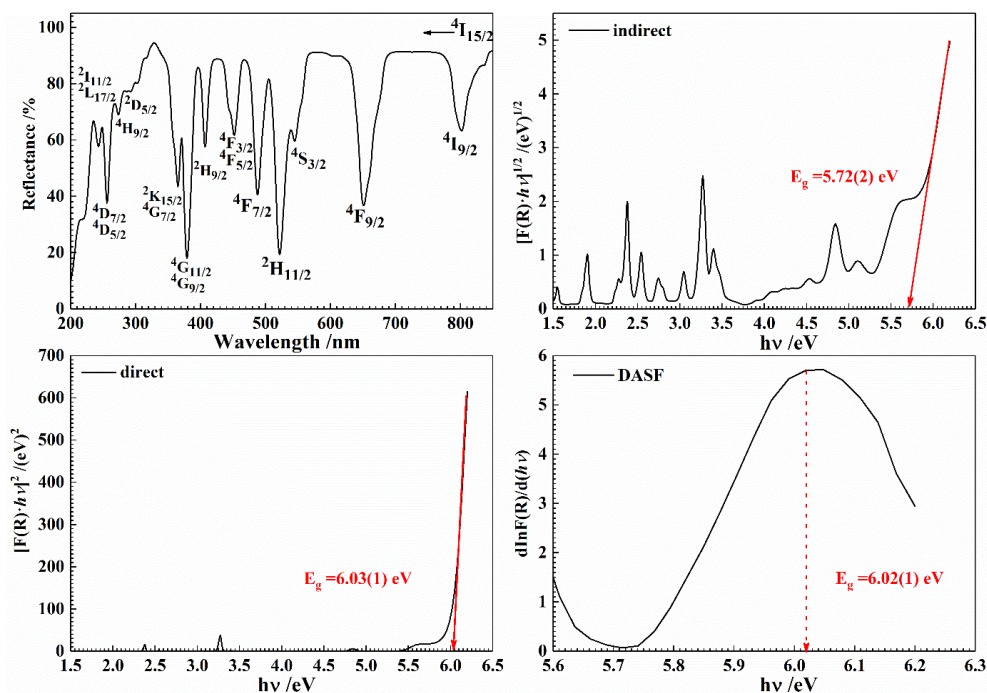 100
80
60
40
20
0
Reflectance /%
200 300 400 500 600 700 800
Wavelength /nm
⁴I₁₅/₂
²I₁₁/₂
²L₁₇/₂
²D₅/₂
⁴H₉/₂
⁴D₇/₂
⁴D₅/₂
²K₁₅/₂
⁴G₇/₂
⁴G₁₁/₂
⁴G₉/₂
²H₉/₂
⁴F₃/₂
⁴F₅/₂
⁴F₇/₂
²H₁₁/₂
⁴S₃/₂
⁴F₉/₂
⁴I₉/₂
5
4
3
2
1
0
[F(R)·hν]¹/² /(eV)¹/²
indirect
E_g =5.72(2) eV
1.5 2.0 2.5 3.0 3.5 4.0 4.5 5.0 5.5 6.0 6.5
hν /eV
700
600
500
400
300
200
100
0
[F(R)·hν]² /(eV)²
direct
E_g =6.03(1) eV
1.5 2.0 2.5 3.0 3.5 4.0 4.5 5.0 5.5 6.0 6.5
hν /eV
6
5
4
3
2
1
0
dlnF(R)/d(hν)
DASF
E_g =6.02(1) eV
5.6 5.7 5.8 5.9 6.0 6.1 6.2 6.3
hν /eV